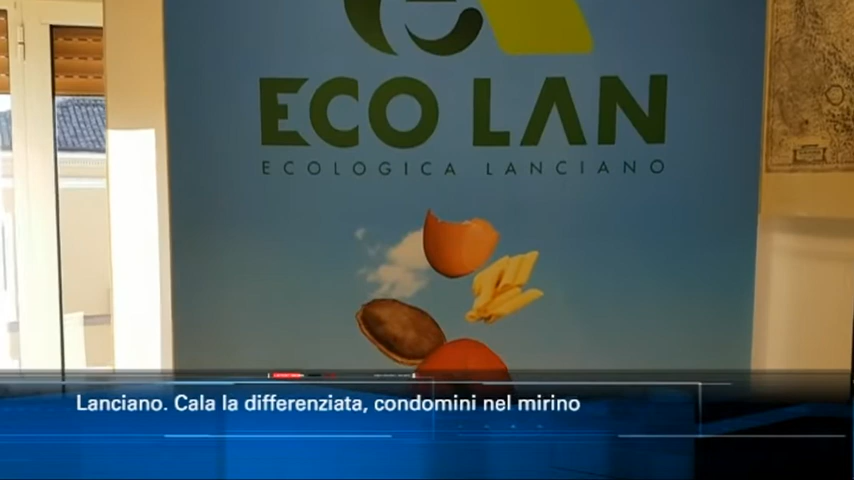 ECO LAN
ECOLOGICA LANCIANO
Lanciano. Cala la differenziata, condomini nel mirino